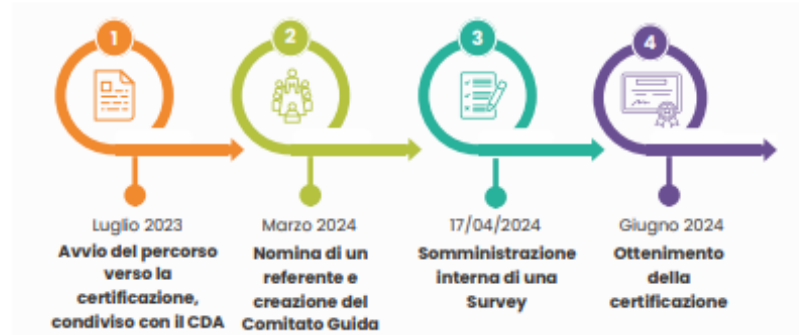 1
2
3
4
Luglio 2023
Avvio del percorso
verso la
certificazione,
condiviso con il CDA
Marzo 2024
Nomina di un
referente e
creazione del
Comitato Guida
17/04/2024
Somministrazione
interna di una
Survey
Giugno 2024
Ottenimento
della
certificazione